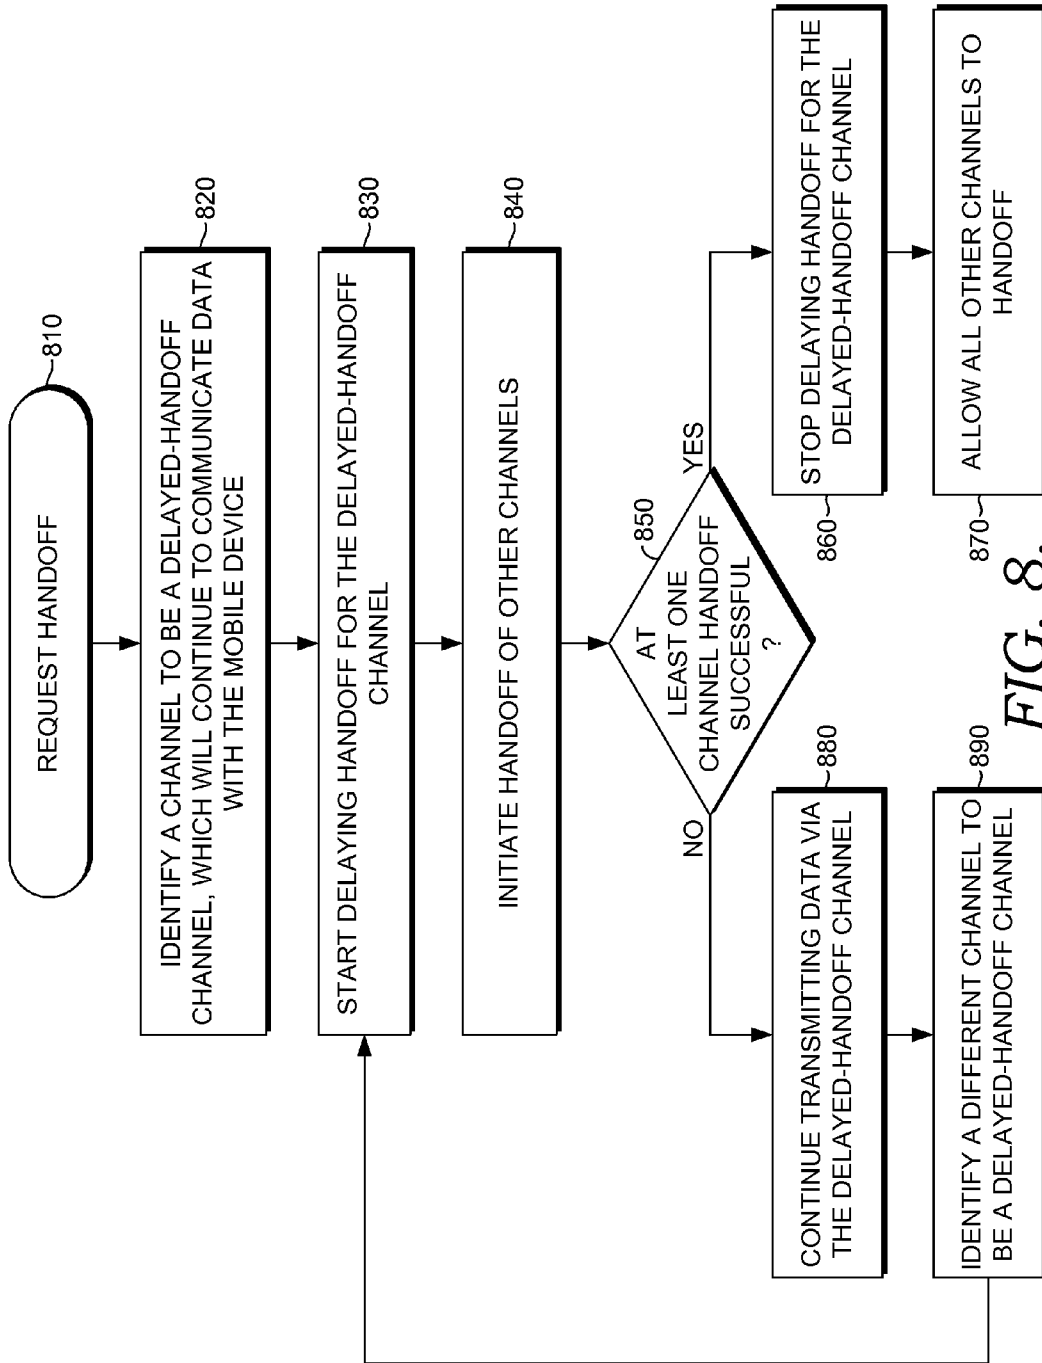 REQUEST HANDOFF
810
IDENTIFY A CHANNEL TO BE A DELAYED-HANDOFF
CHANNEL, WHICH WILL CONTINUE TO COMMUNICATE DATA
WITH THE MOBILE DEVICE
820
START DELAYING HANDOFF FOR THE DELAYED-HANDOFF
CHANNEL
830
INITIATE HANDOFF OF OTHER CHANNELS
840
AT
LEAST ONE
CHANNEL HANDOFF
SUCCESSFUL
?
850
NO
YES
CONTINUE TRANSMITTING DATA VIA
THE DELAYED-HANDOFF CHANNEL
880
IDENTIFY A DIFFERENT CHANNEL TO
BE A DELAYED-HANDOFF CHANNEL
890
860
STOP DELAYING HANDOFF FOR THE
DELAYED-HANDOFF CHANNEL
870
ALLOW ALL OTHER CHANNELS TO
HANDOFF
FIG. 8.